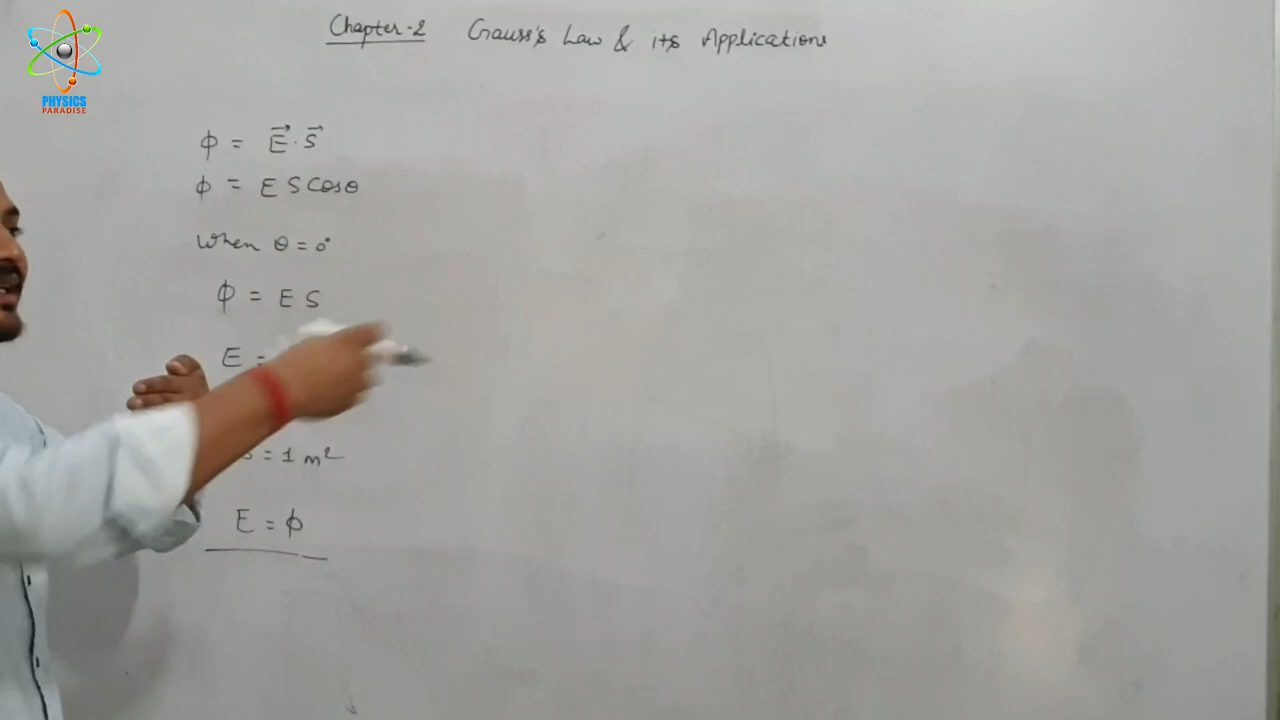 PHYSICS
PARADISE
Chapter-2 Gauss's Law & its Applications
ϕ = E⃗ · S⃗
ϕ = E S Cosθ
When θ = 0°
ϕ = E S
E =
= 1 m²
E = ϕ